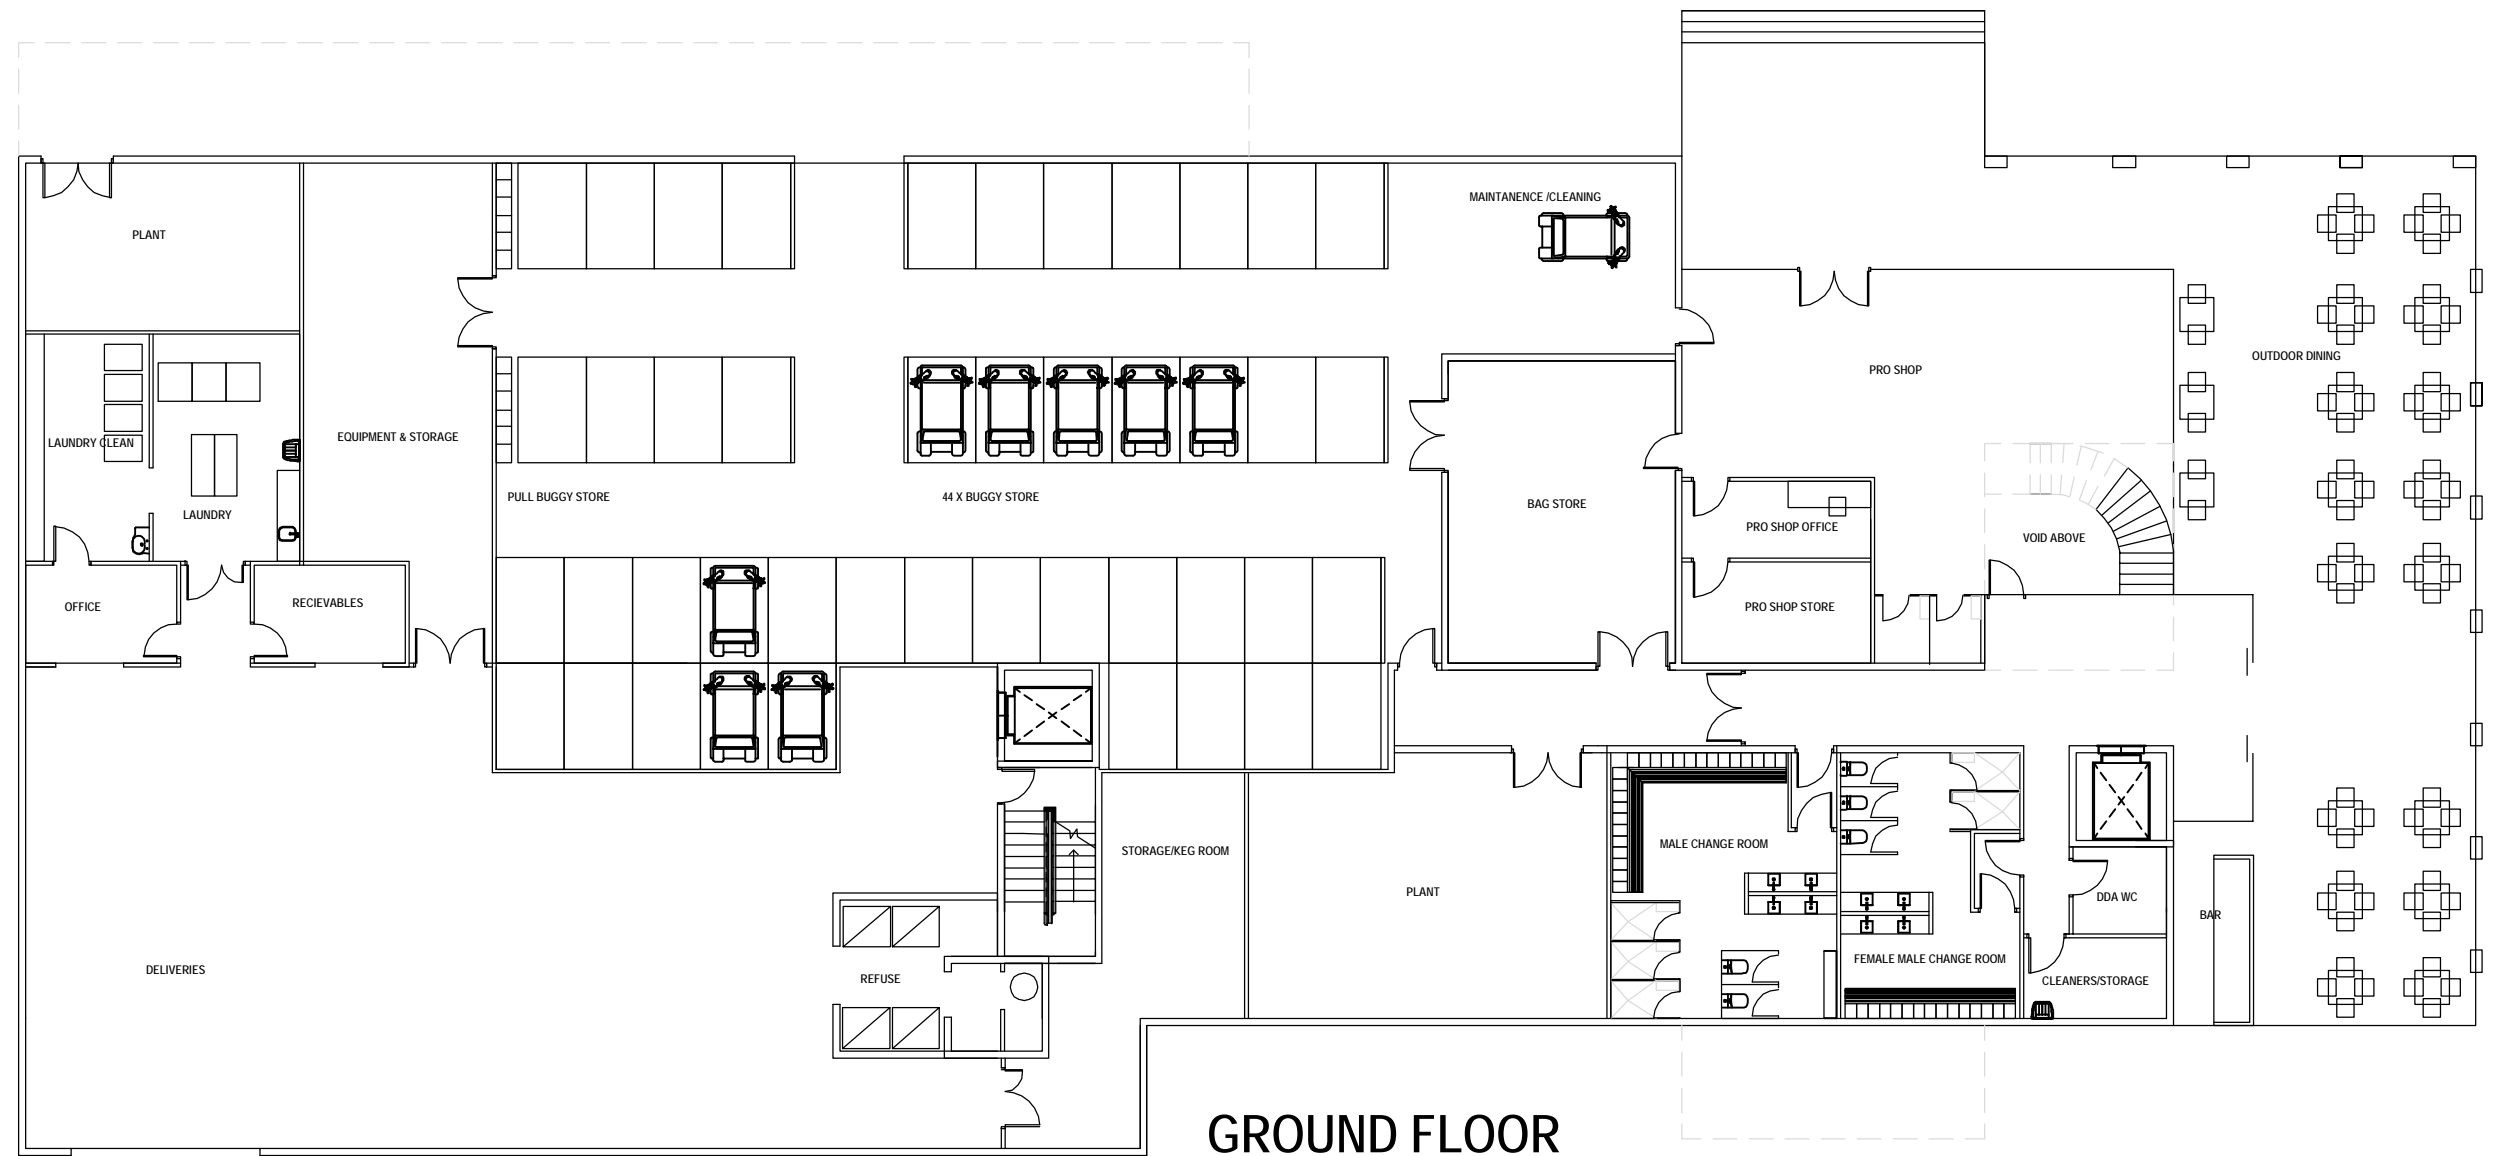 MAINTANENCE /CLEANING
PLANT
OUTDOOR DINING
PRO SHOP
EQUIPMENT & STORAGE
LAUNDRY CLEAN
PULL BUGGY STORE
44 X BUGGY STORE
BAG STORE
LAUNDRY
PRO SHOP OFFICE
VOID ABOVE
RECIEVABLES
OFFICE
PRO SHOP STORE
MALE CHANGE ROOM
STORAGE/KEG ROOM
PLANT
DDA WC
BAR
FEMALE MALE CHANGE ROOM
DELIVERIES
REFUSE
CLEANERS/STORAGE
GROUND FLOOR